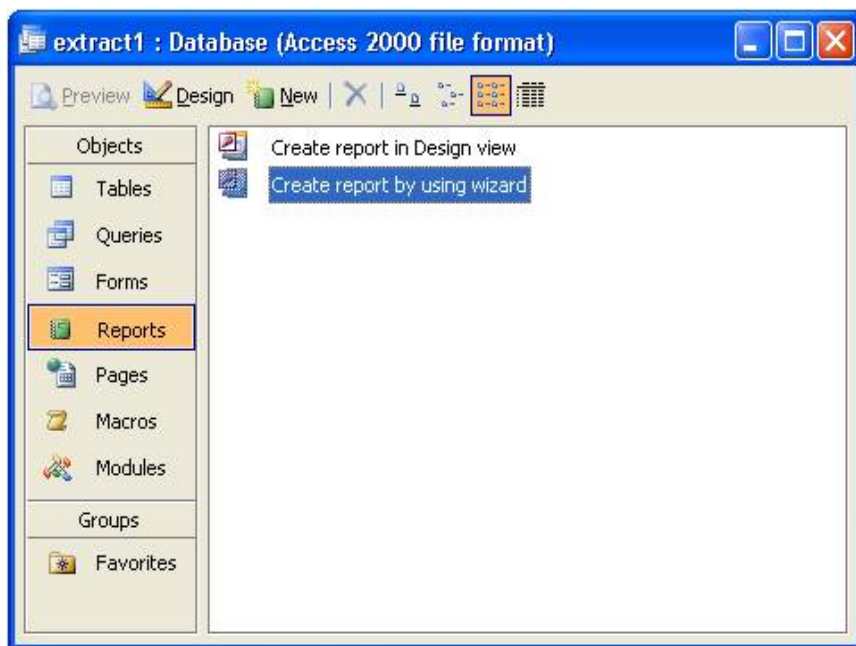 extract1 : Database (Access 2000 file format)
Preview Design New
Objects
Tables
Queries
Forms
Reports
Pages
Macros
Modules
Groups
Favorites
Create report in Design view
Create report by using wizard